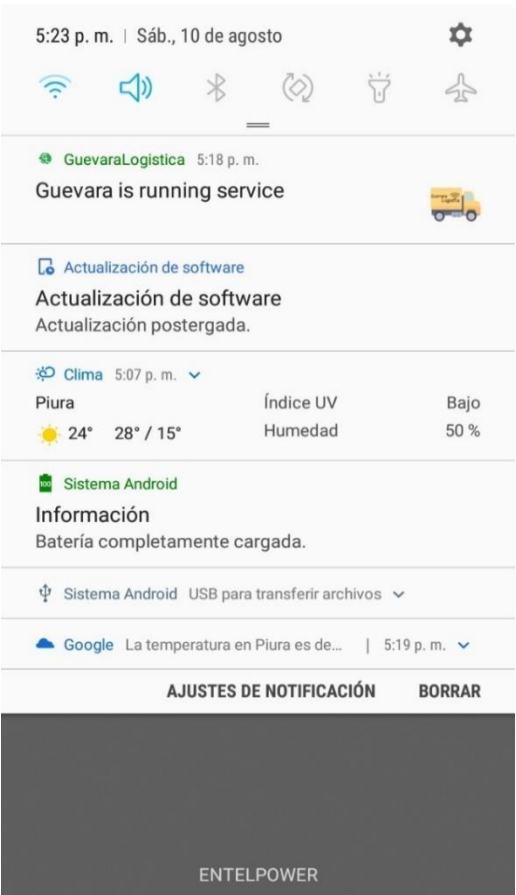 5:23 p. m. | Sáb., 10 de agosto
GuevaraLogistica 5:18 p. m.
Guevara is running service
Actualización de software
Actualización de software
Actualización postergada.
Clima 5:07 p. m.
Piura Índice UV Bajo
24° 28° / 15° Humedad 50 %
100 Sistema Android
Información
Batería completamente cargada.
Sistema Android USB para transferir archivos
Google La temperatura en Piura es de... | 5:19 p. m.
AJUSTES DE NOTIFICACIÓN BORRAR
ENTELPOWER